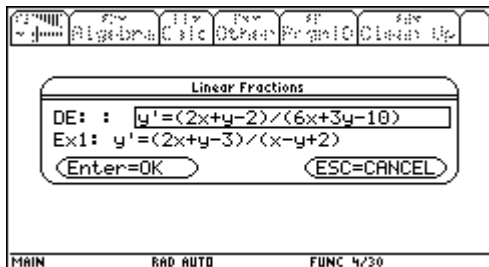 Algebra Calc Other PrgmIO Clean Up
Linear Fractions
DE: : y'=(2x+y-2)/(6x+3y-10)
Ex1: y'=(2x+y-3)/(x-y+2)
Enter=OK ESC=CANCEL
MAIN RAD AUTO FUNC 4/30